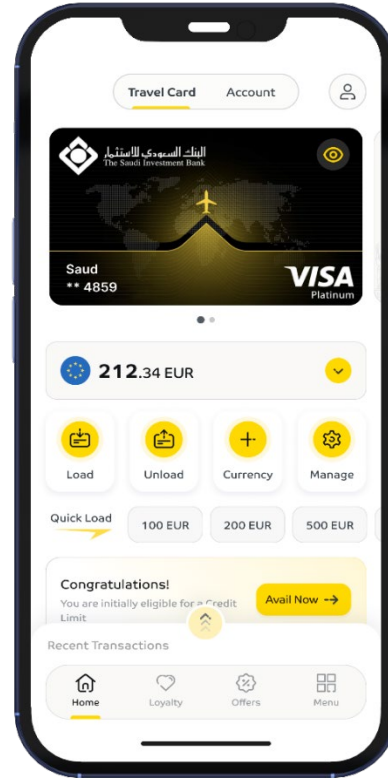 Travel Card
Account
البنك السعودي للاستثمار
The Saudi Investment Bank
Saud
** 4859
VISA
Platinum
212.34 EUR
Load
Unload
Currency
Manage
Quick Load
100 EUR
200 EUR
500 EUR
Congratulations!
You are initially eligible for a Credit
Limit
Avail Now
Recent Transactions
Home
Loyalty
Offers
Menu